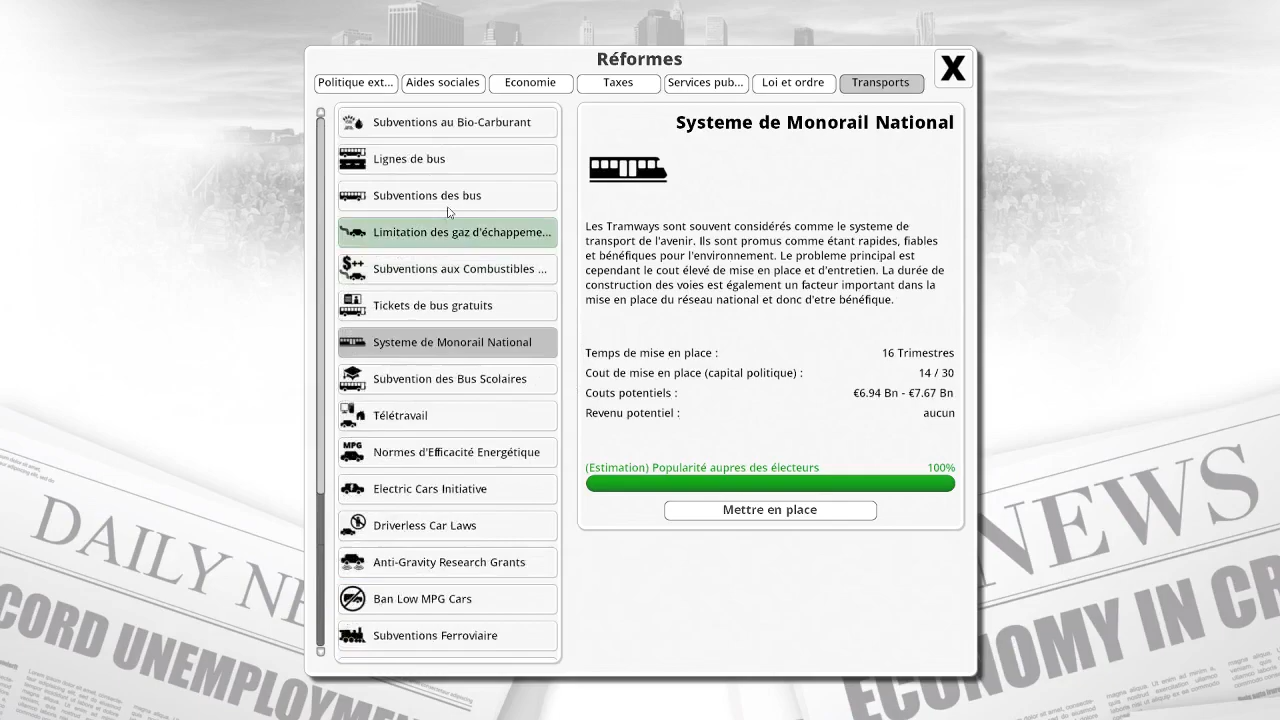 Réformes
X
Politique ext...
Aides sociales
Economie
Taxes
Services pub...
Loi et ordre
Transports
Subventions au Bio-Carburant
Lignes de bus
Subventions des bus
Limitation des gaz d'échappeme...
Subventions aux Combustibles ...
Tickets de bus gratuits
Systeme de Monorail National
Subvention des Bus Scolaires
Télétravail
MPG
Normes d'Efficacité Energétique
Electric Cars Initiative
Driverless Car Laws
Anti-Gravity Research Grants
Ban Low MPG Cars
Subventions Ferroviaire
Systeme de Monorail National
Les Tramways sont souvent considérés comme le systeme de
transport de l'avenir. Ils sont promus comme étant rapides, fiables
et bénéfiques pour l'environnement. Le probleme principal est
cependant le cout élevé de mise en place et d'entretien. La durée de
construction des voies est également un facteur important dans la
mise en place du réseau national et donc d'etre bénéfique.
Temps de mise en place : 16 Trimestres
Cout de mise en place (capital politique) : 14 / 30
Couts potentiels : €6.94 Bn - €7.67 Bn
Revenu potentiel : aucun
(Estimation) Popularité aupres des électeurs 100%
Mettre en place
DAILY NE
CORD UNEMPLOYM
NEWS
ECONOMY IN CR